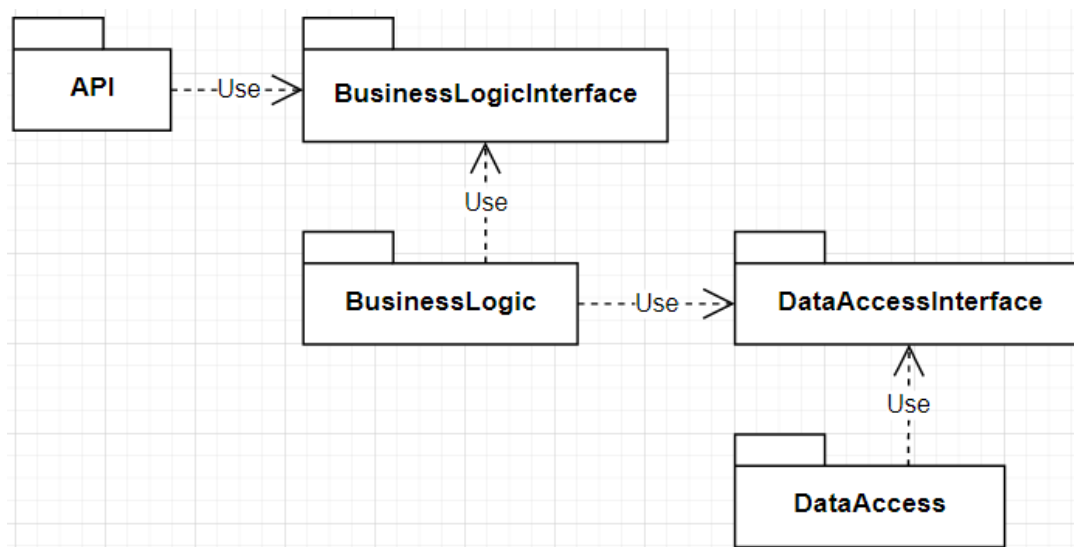 API
Use
BusinessLogicInterface
Use
BusinessLogic
Use
DataAccessInterface
Use
DataAccess